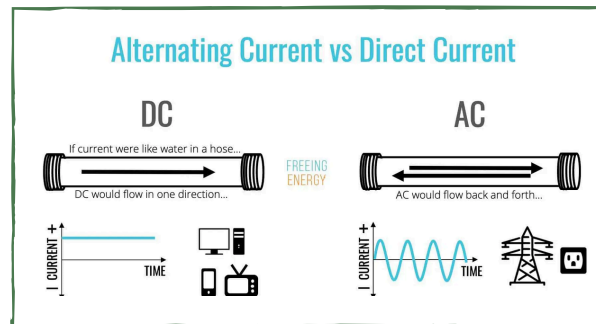 Alternating Current vs Direct Current
DC
If current were like water in a hose...
DC would flow in one direction...
FREEING
ENERGY
AC
AC would flow back and forth...
| CURRENT +
TIME
| CURRENT +
TIME